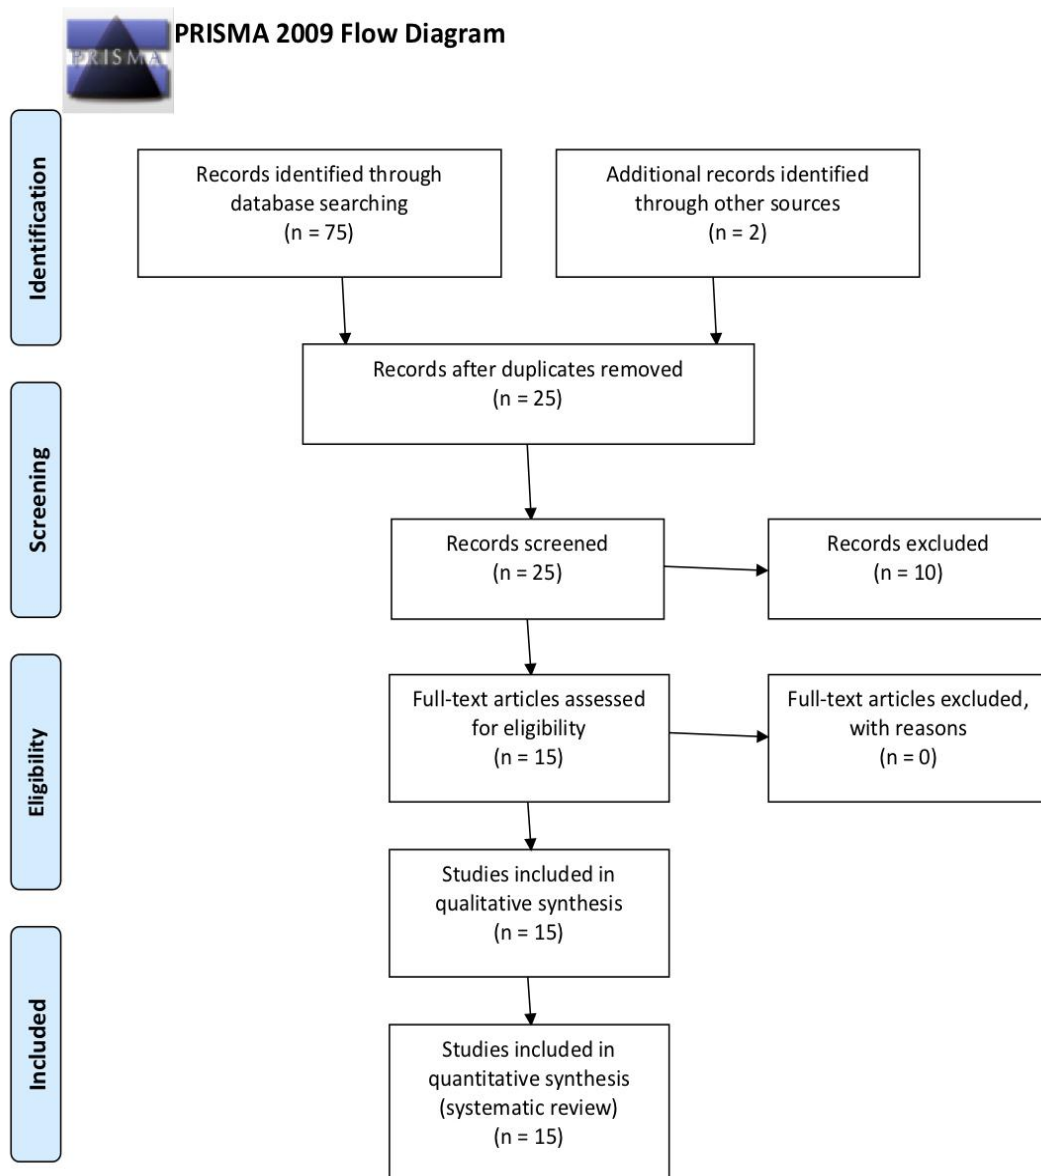 PRISMA
PRISMA 2009 Flow Diagram
Identification
Records identified through
database searching
(n = 75)
Additional records identified
through other sources
(n = 2)
Records after duplicates removed
(n = 25)
Screening
Records screened
(n = 25)
Records excluded
(n = 10)
Eligibility
Full-text articles assessed
for eligibility
(n = 15)
Full-text articles excluded,
with reasons
(n = 0)
Studies included in
qualitative synthesis
(n = 15)
Included
Studies included in
quantitative synthesis
(systematic review)
(n = 15)